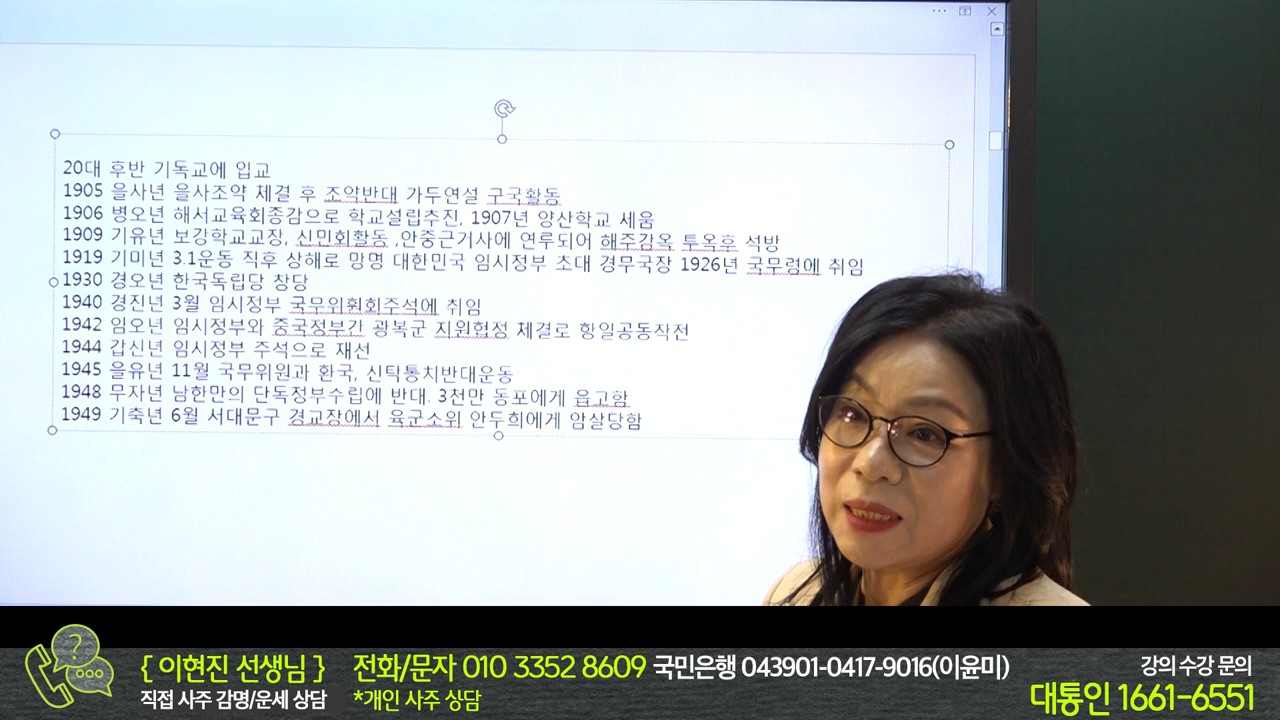 20대 후반 기독교에 입교
1905 을사년 을사조약 체결 후 조약반대 가두연설 구국활동
1906 병오년 해서교육회종감으로 학교설립추진, 1907년 양산학교 세움
1909 기유년 보강학교교장, 신민회활동 ,안중근거사에 연루되어 해주감옥 투옥후 석방
1919 기미년 3.1운동 직후 상해로 망명 대한민국 임시정부 초대 경무국장 1926년 국무령에 취임
1930 경오년 한국독립당 창당
1940 경진년 3월 임시정부 국무위훤회주석에 취임
1942 임오년 임시정부와 중국정부간 광복군 지원협정 체결로 항일공동작전
1944 갑신년 임시정부 주석으로 재선
1945 을유년 11월 국무위원과 환국, 신탁통치반대운동
1948 무자년 남한만의 단독정부수립에 반대. 3천만 동포에게 읍고함
1949 기축년 6월 서대문구 경교장에서 육군소위 안두희에게 암살당함
{ 이현진 선생님 } 전화/문자 010 3352 8609 국민은행 043901-0417-9016(이윤미) 강의 수강 문의
직접 사주 감명/운세 상담 *개인 사주 상담 대통인 1661-6551